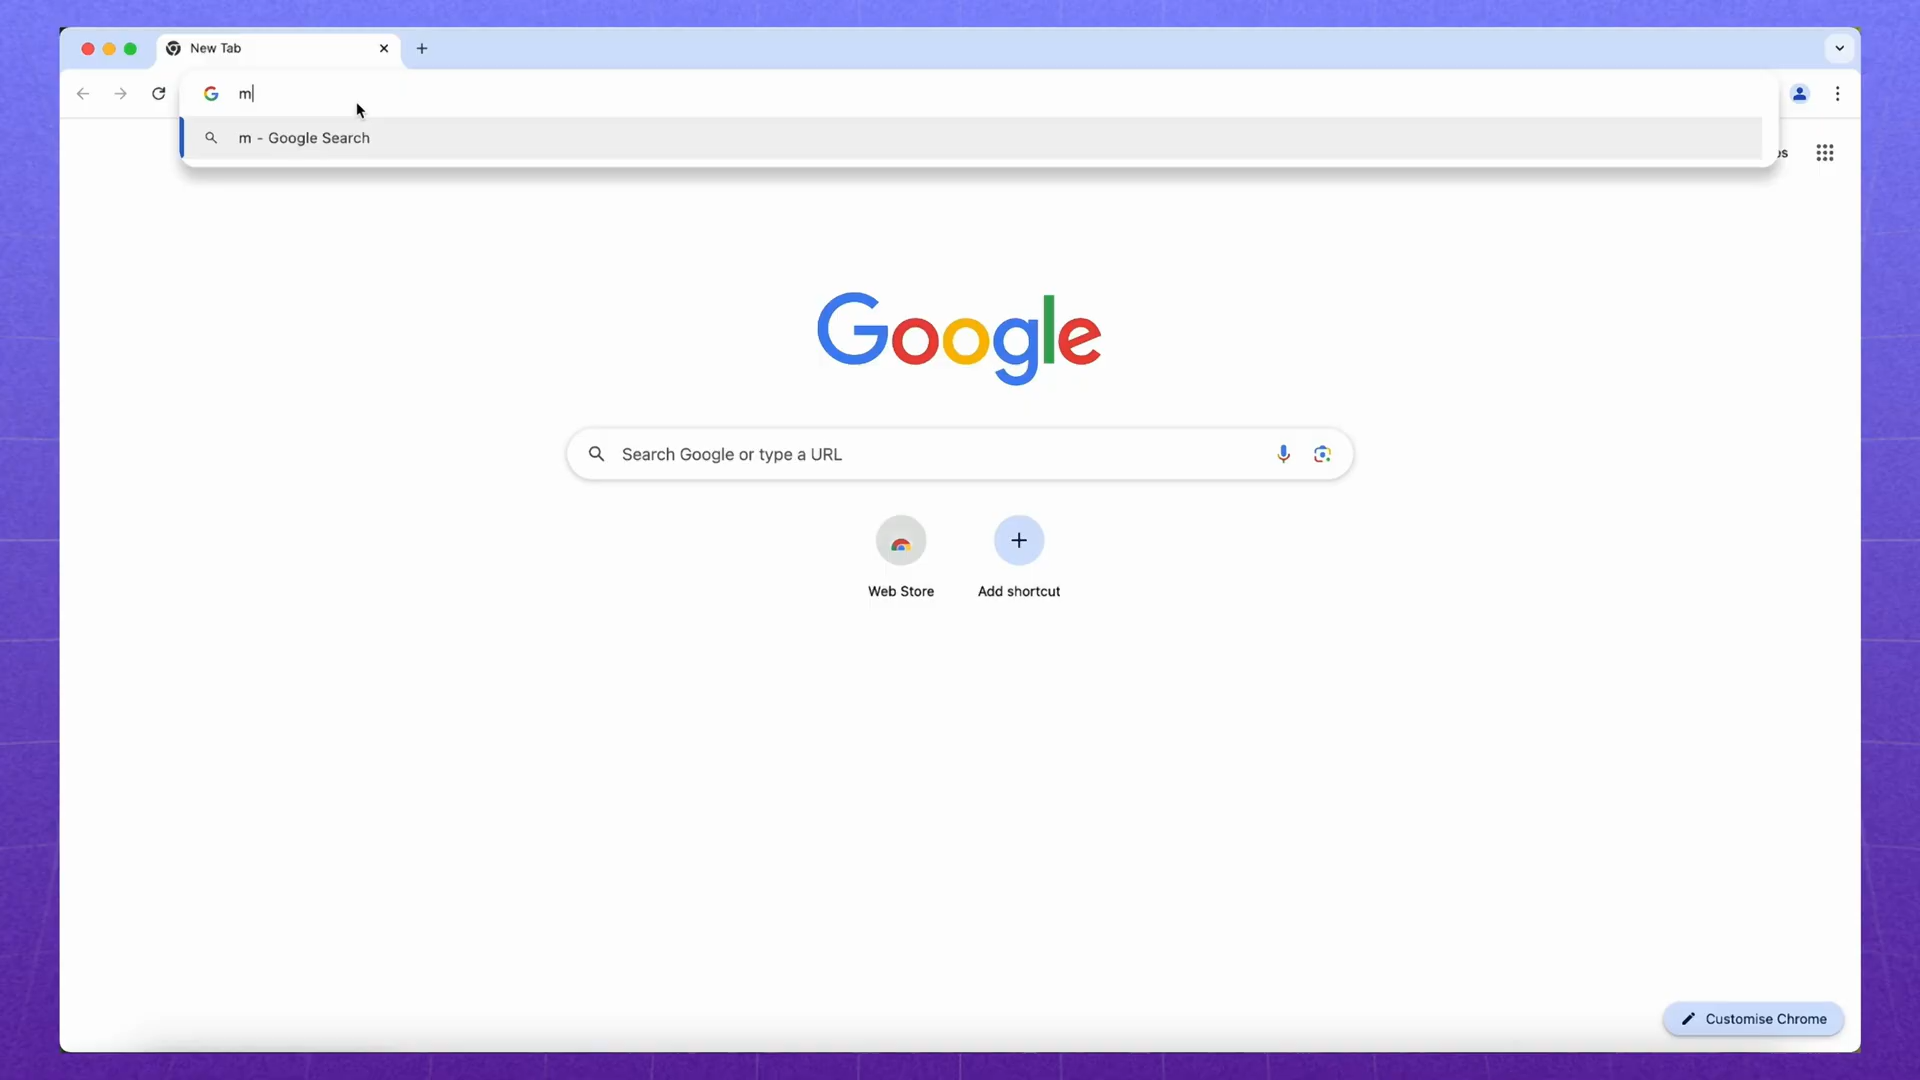 New Tab
m
m - Google Search
Google
Search Google or type a URL
Web Store
Add shortcut
Customise Chrome